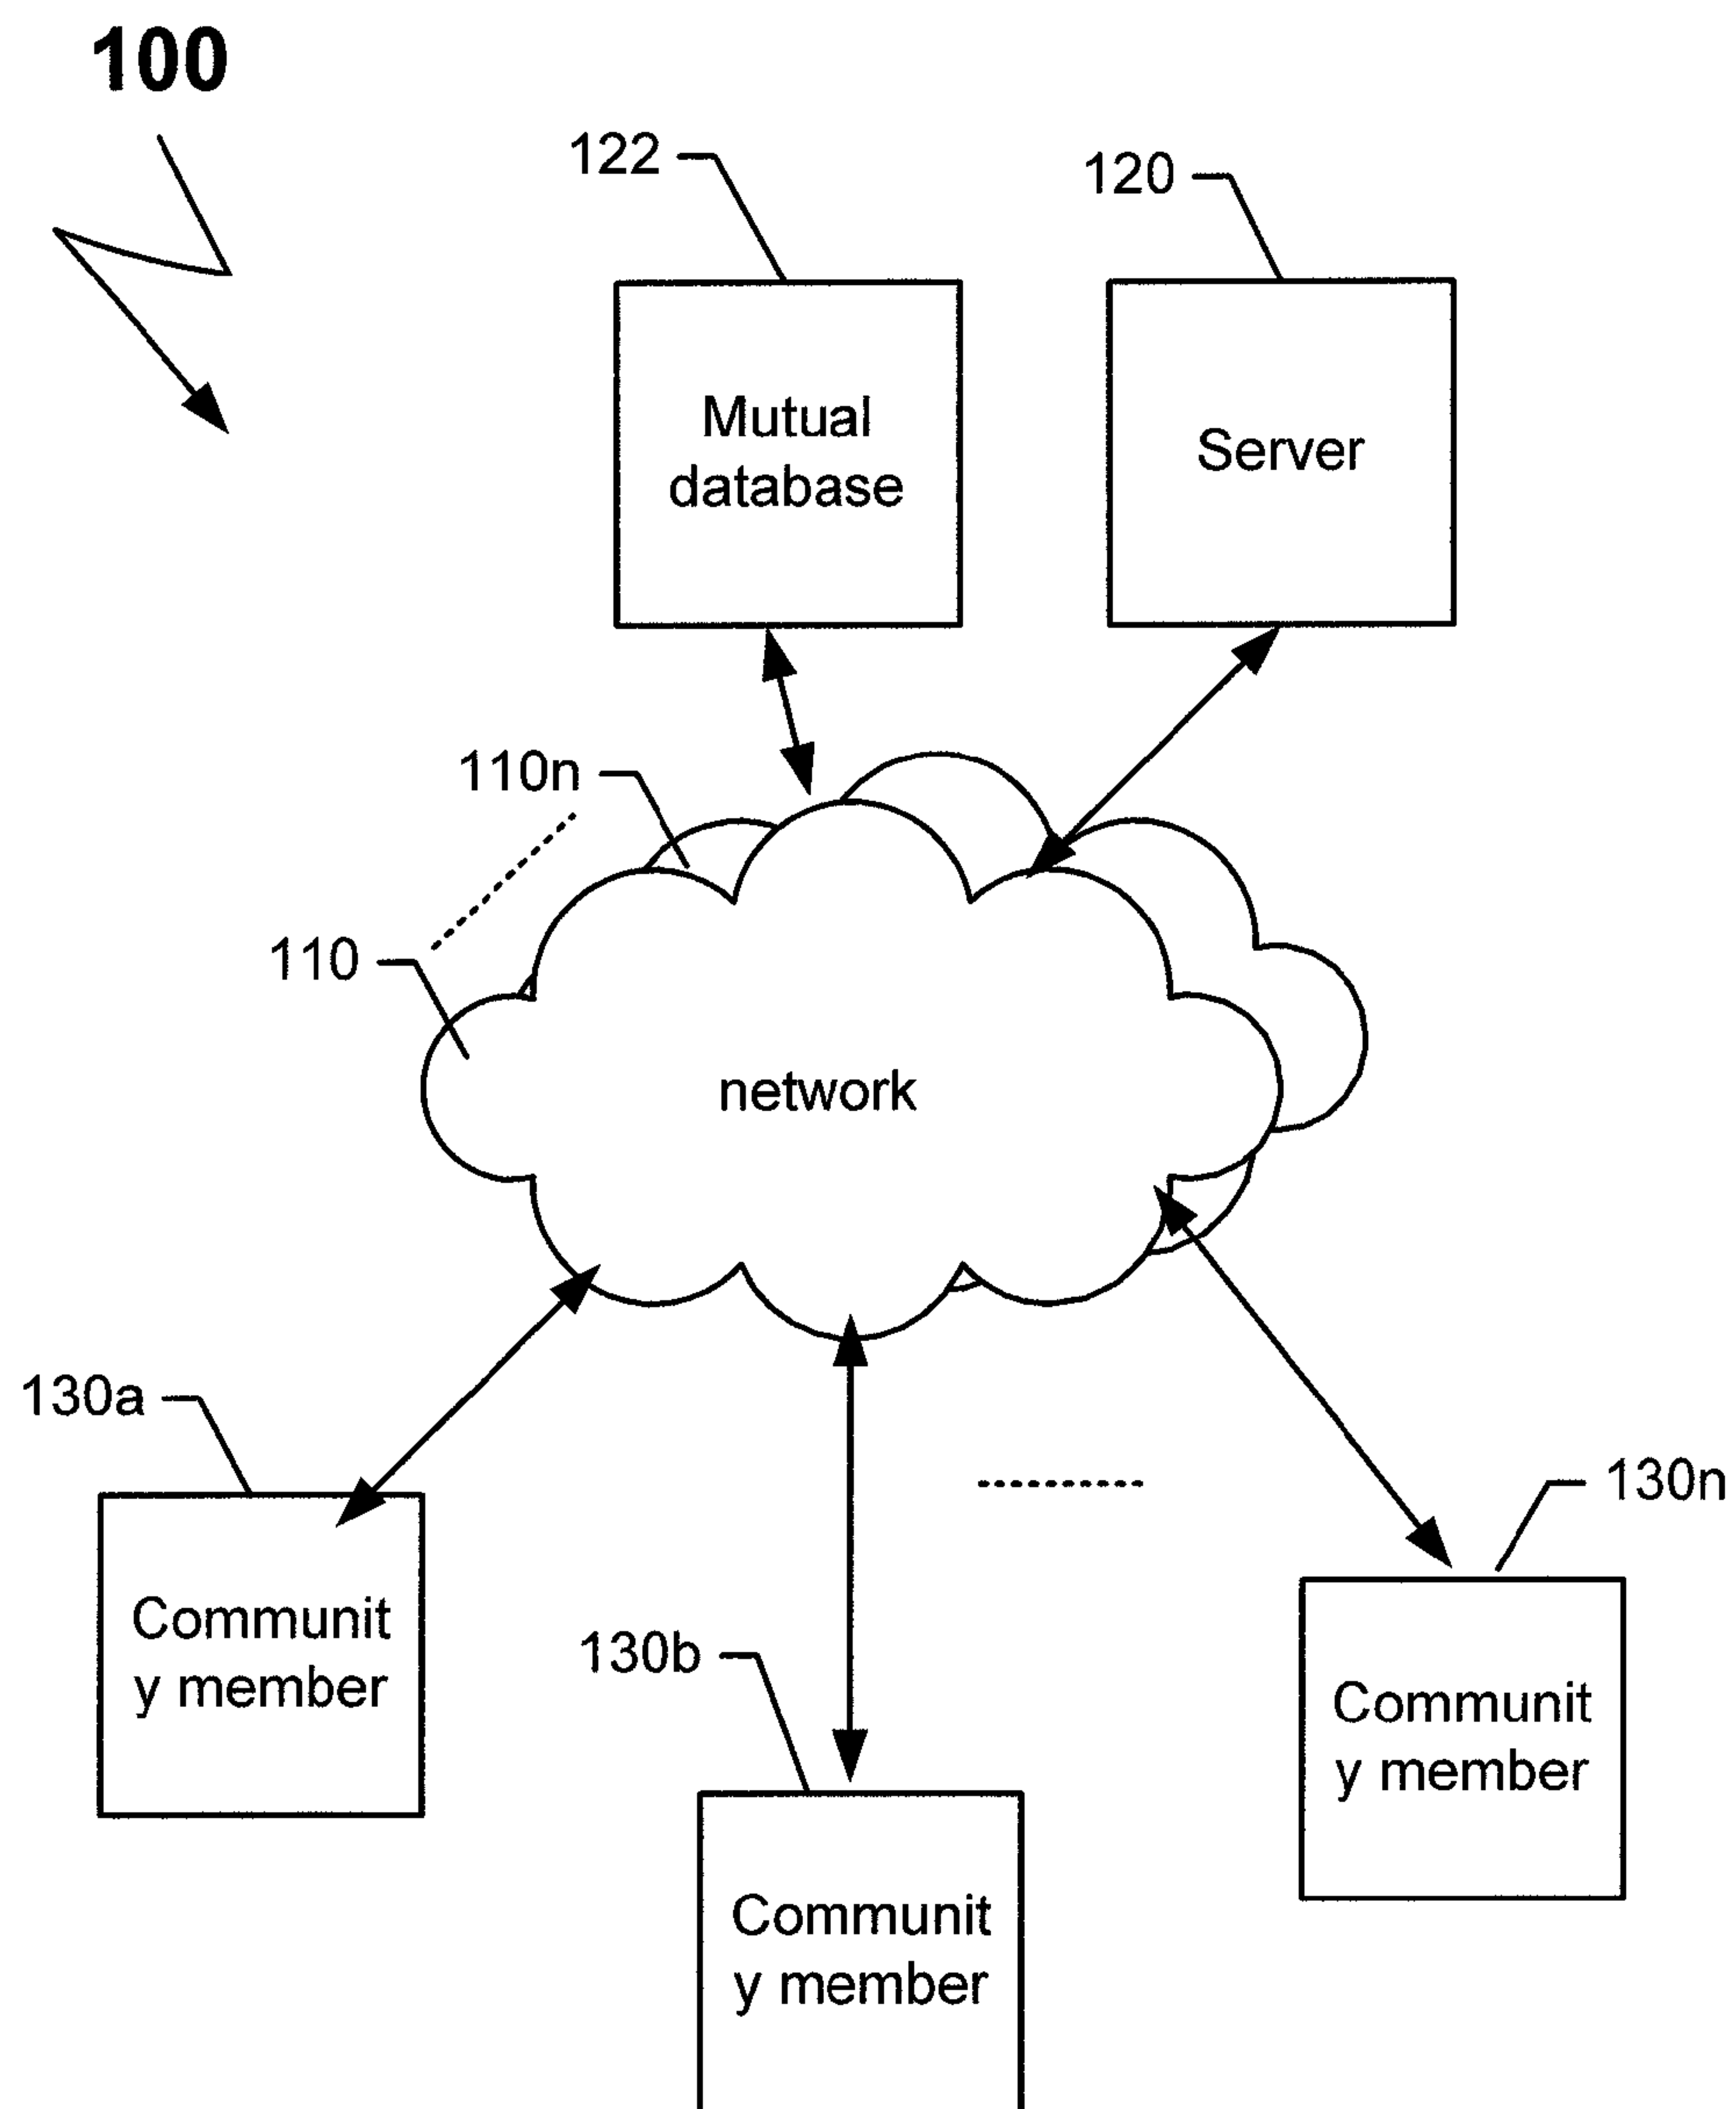 100
122
120
Mutual
database
Server
110n
110
network
130a
130n
Communit
y member
130b
Communit
y member
Communit
y member